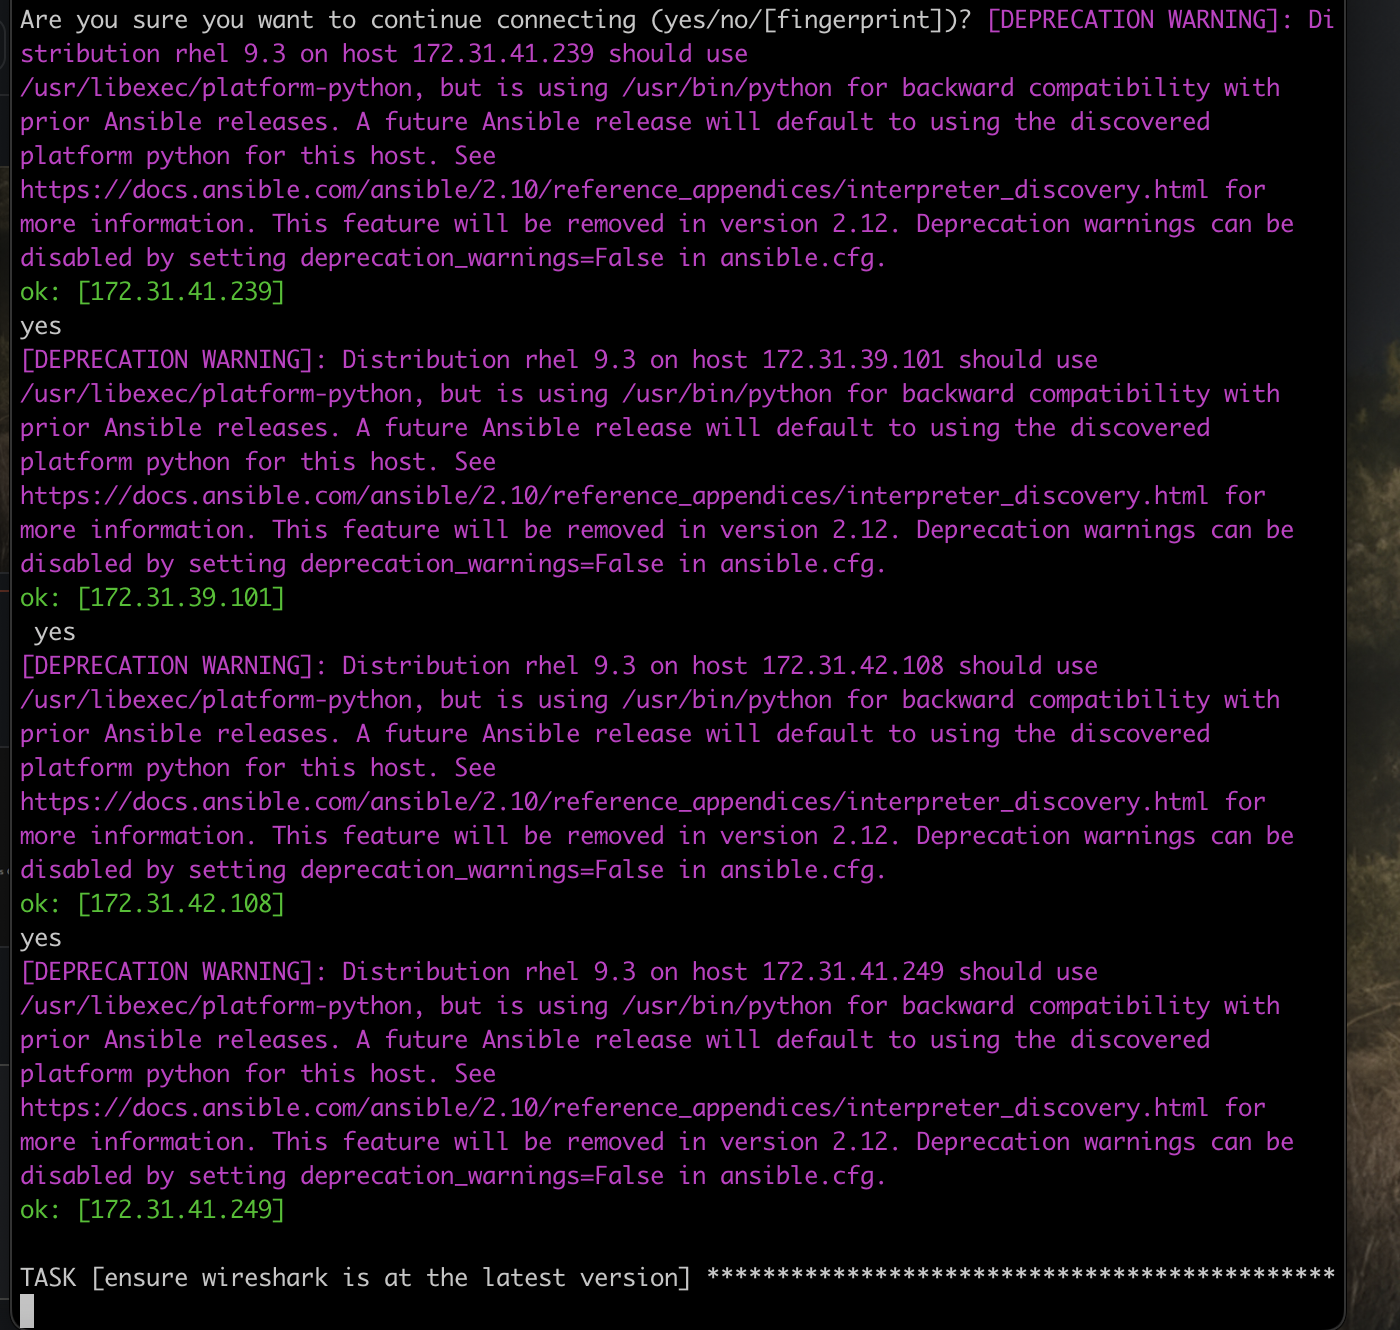 Are you sure you want to continue connecting (yes/no/[fingerprint])? [DEPRECATION WARNING]: Di
stribution rhel 9.3 on host 172.31.41.239 should use
/usr/libexec/platform-python, but is using /usr/bin/python for backward compatibility with
prior Ansible releases. A future Ansible release will default to using the discovered
platform python for this host. See
https://docs.ansible.com/ansible/2.10/reference_appendices/interpreter_discovery.html for
more information. This feature will be removed in version 2.12. Deprecation warnings can be
disabled by setting deprecation_warnings=False in ansible.cfg.
ok: [172.31.41.239]
yes
[DEPRECATION WARNING]: Distribution rhel 9.3 on host 172.31.39.101 should use
/usr/libexec/platform-python, but is using /usr/bin/python for backward compatibility with
prior Ansible releases. A future Ansible release will default to using the discovered
platform python for this host. See
https://docs.ansible.com/ansible/2.10/reference_appendices/interpreter_discovery.html for
more information. This feature will be removed in version 2.12. Deprecation warnings can be
disabled by setting deprecation_warnings=False in ansible.cfg.
ok: [172.31.39.101]
 yes
[DEPRECATION WARNING]: Distribution rhel 9.3 on host 172.31.42.108 should use
/usr/libexec/platform-python, but is using /usr/bin/python for backward compatibility with
prior Ansible releases. A future Ansible release will default to using the discovered
platform python for this host. See
https://docs.ansible.com/ansible/2.10/reference_appendices/interpreter_discovery.html for
more information. This feature will be removed in version 2.12. Deprecation warnings can be
disabled by setting deprecation_warnings=False in ansible.cfg.
ok: [172.31.42.108]
yes
[DEPRECATION WARNING]: Distribution rhel 9.3 on host 172.31.41.249 should use
/usr/libexec/platform-python, but is using /usr/bin/python for backward compatibility with
prior Ansible releases. A future Ansible release will default to using the discovered
platform python for this host. See
https://docs.ansible.com/ansible/2.10/reference_appendices/interpreter_discovery.html for
more information. This feature will be removed in version 2.12. Deprecation warnings can be
disabled by setting deprecation_warnings=False in ansible.cfg.
ok: [172.31.41.249]
TASK [ensure wireshark is at the latest version] *********************************************